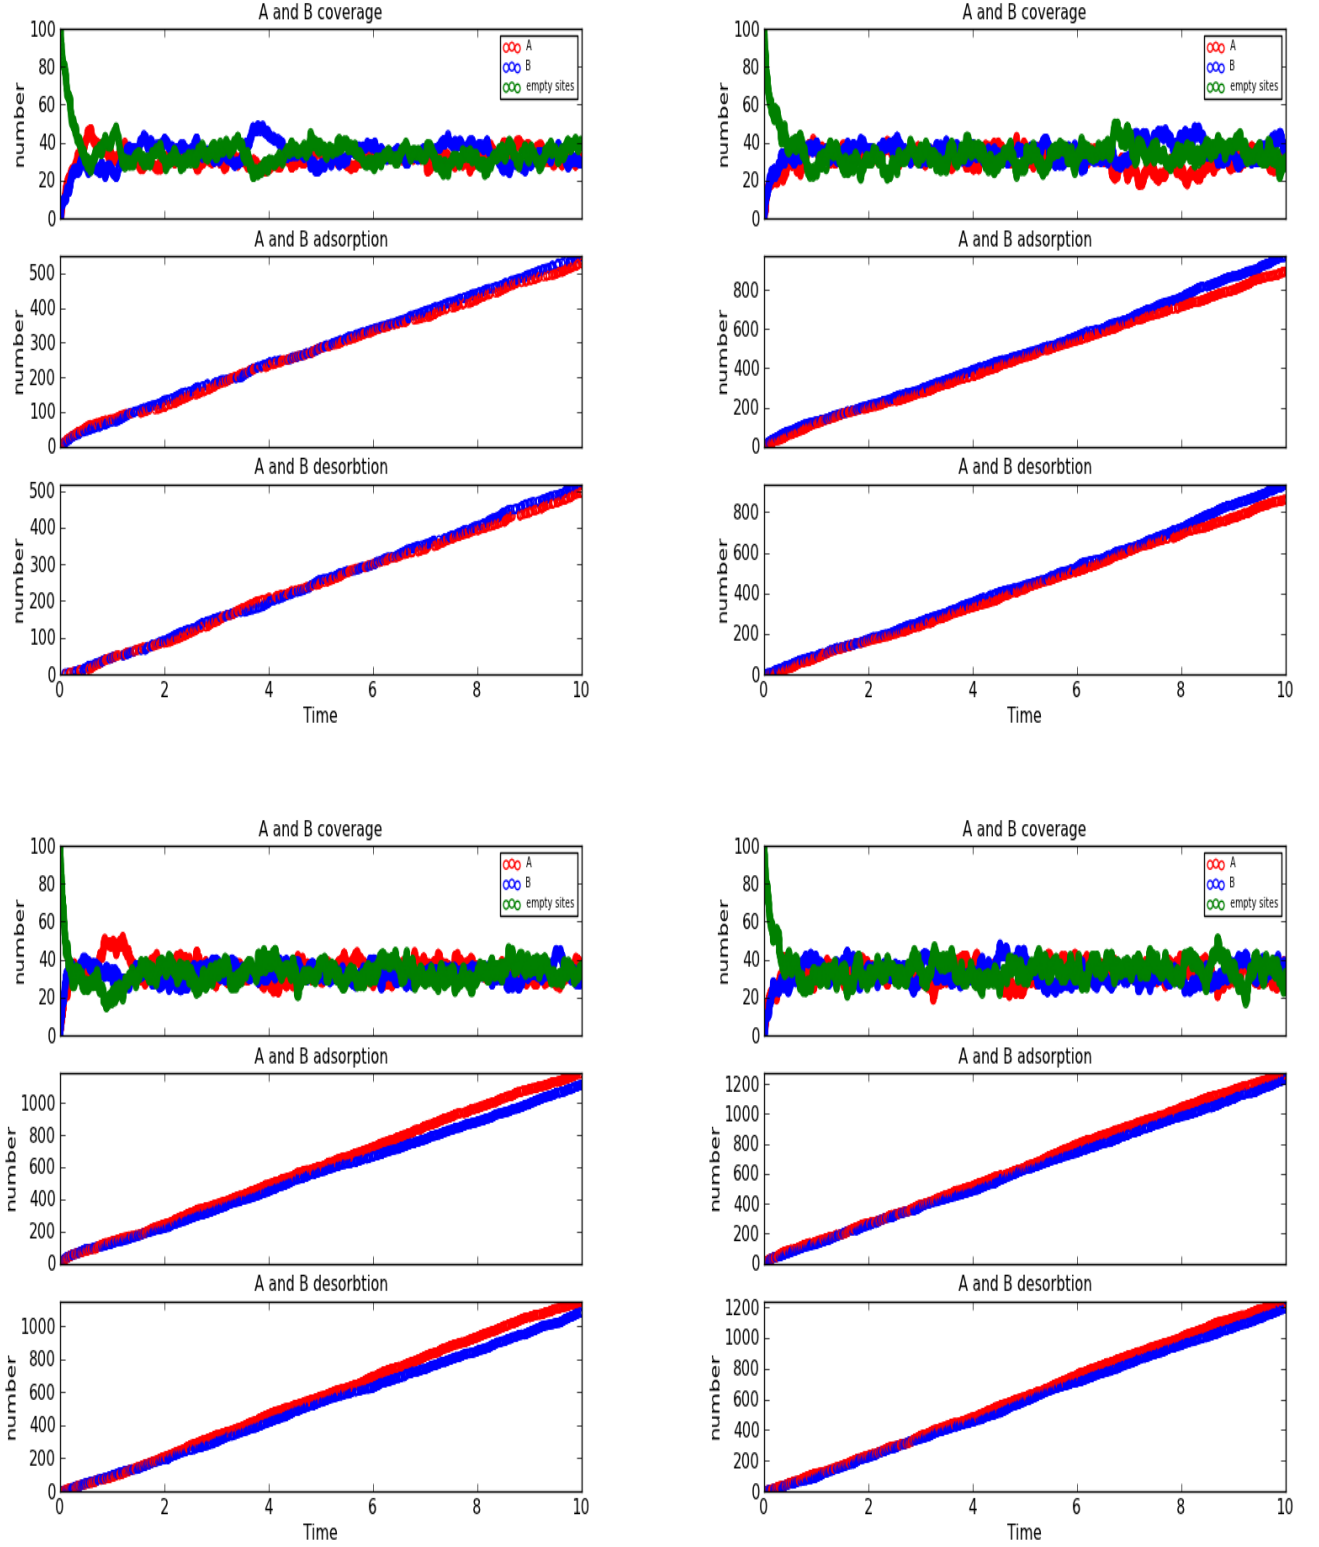 A and B coverage
number
100
80
60
40
20
0
A
B
empty sites
A and B adsorption
number
500
400
300
200
100
0
A and B desorbtion
number
500
400
300
200
100
0
0 2 4 6 8 10
Time
A and B coverage
number
100
80
60
40
20
0
A
B
empty sites
A and B adsorption
number
800
600
400
200
0
A and B desorbtion
number
800
600
400
200
0
0 2 4 6 8 10
Time
A and B coverage
number
100
80
60
40
20
0
A
B
empty sites
A and B adsorption
number
1000
800
600
400
200
0
A and B desorbtion
number
1000
800
600
400
200
0
0 2 4 6 8 10
Time
A and B coverage
number
100
80
60
40
20
0
A
B
empty sites
A and B adsorption
number
1200
1000
800
600
400
200
0
A and B desorbtion
number
1200
1000
800
600
400
200
0
0 2 4 6 8 10
Time